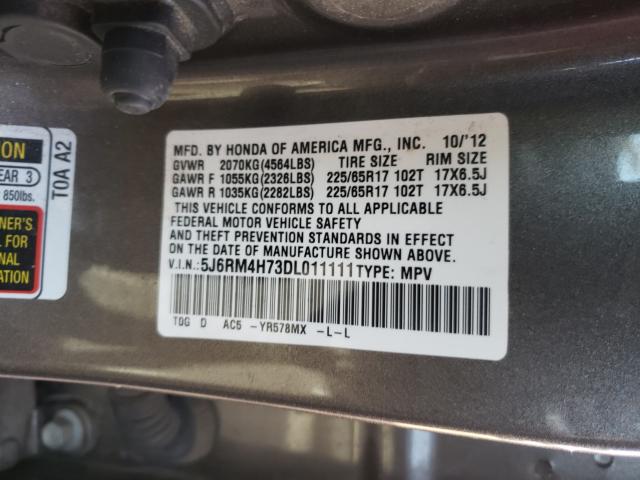 ION
EAR 3
850lbs.
NER'S
L FOR
ATION
T0A A2
MFD. BY HONDA OF AMERICA MFG., INC. 10/'12
GVWR 2070KG(4564LBS) TIRE SIZE RIM SIZE
GAWR F 1055KG(2326LBS) 225/65R17 102T 17X6.5J
GAWR R 1035KG(2282LBS) 225/65R17 102T 17X6.5J
THIS VEHICLE CONFORMS TO ALL APPLICABLE
FEDERAL MOTOR VEHICLE SAFETY
AND THEFT PREVENTION STANDARDS IN EFFECT
ON THE DATE OF MANUFACTURE SHOWN ABOVE.
V.I.N.:5J6RM4H73DL011111 TYPE: MPV
T0G D AC5 -YR578MX -L-L